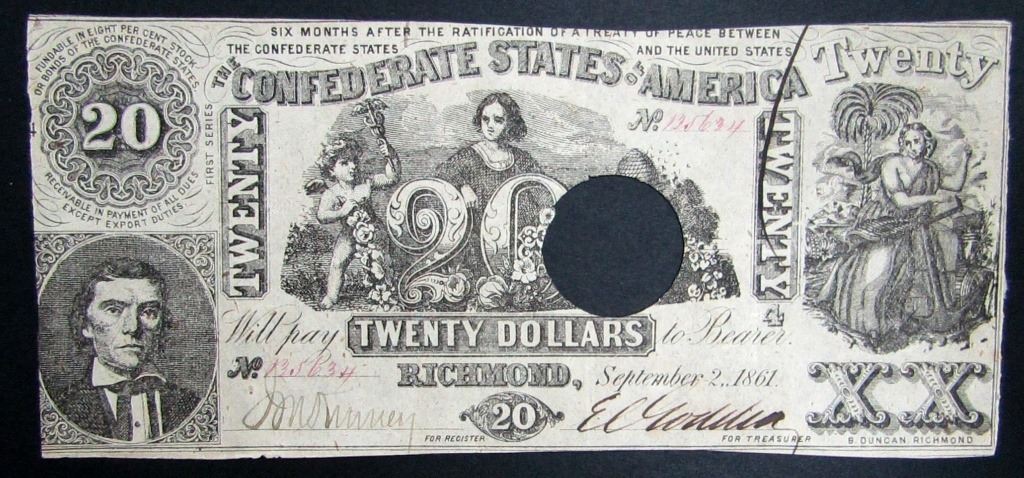 SIX MONTHS AFTER THE RATIFICATION OF A TREATY OF PEACE BETWEEN
THE CONFEDERATE STATES AND THE UNITED STATES
THE CONFEDERATE STATES OF AMERICA
Twenty
OR FUNDABLE IN EIGHT PER CENT STOCK
OR BONDS OF THE CONFEDERATE STATES
20
RECEIVABLE IN PAYMENT OF ALL DUES
EXCEPT EXPORT DUTIES
FIRST SERIES
TWENTY
No. 135634
20
TWENTY
4
Will pay TWENTY DOLLARS to Bearer.
No. 135634
RICHMOND, September 2, 1861.
20
FOR REGISTER
FOR TREASURER
XX
B. DUNCAN RICHMOND